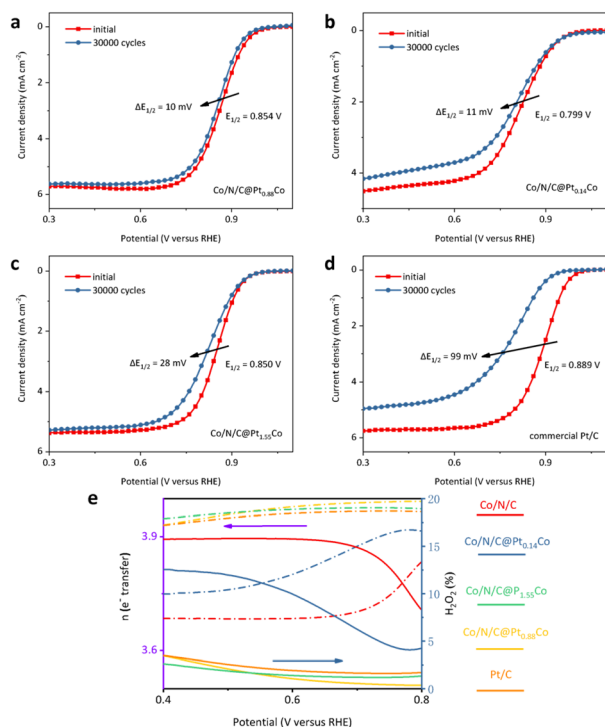 a
initial
30000 cycles
0
2
4
6
Current density (mA cm-2)
ΔE1/2 = 10 mV
E1/2 = 0.854 V
Co/N/C@Pt0.88Co
0.3
0.6
0.9
Potential (V versus RHE)
b
initial
30000 cycles
0
1
2
3
4
5
Current density (mA cm-2)
ΔE1/2 = 11 mV
E1/2 = 0.799 V
Co/N/C@Pt0.14Co
0.3
0.6
0.9
Potential (V versus RHE)
c
initial
30000 cycles
0
2
4
6
Current density (mA cm-2)
ΔE1/2 = 28 mV
E1/2 = 0.850 V
Co/N/C@Pt1.55Co
0.3
0.6
0.9
Potential (V versus RHE)
d
initial
30000 cycles
0
2
4
6
Current density (mA cm-2)
ΔE1/2 = 99 mV
E1/2 = 0.889 V
commercial Pt/C
0.3
0.6
0.9
Potential (V versus RHE)
e
3.9
3.6
n (e- transfer)
20
15
10
5
0
H2O2 (%)
0.4
0.6
0.8
Potential (V versus RHE)
Co/N/C
Co/N/C@Pt0.14Co
Co/N/C@P1.55Co
Co/N/C@Pt0.88Co
Pt/C